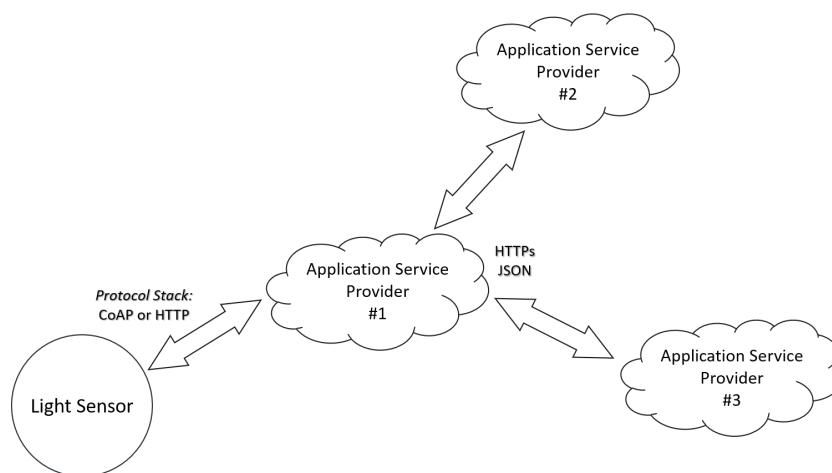 Application Service
Provider
#2
HTTPs
JSON
Application Service
Provider
#1
Protocol Stack:
CoAP or HTTP
Application Service
Provider
#3
Light Sensor